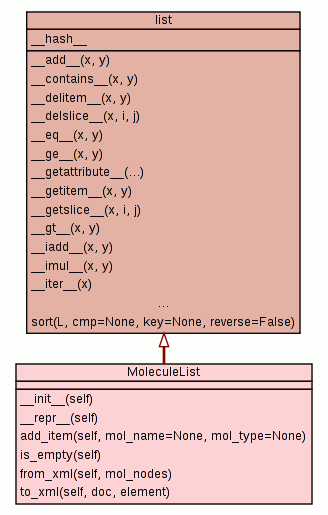 list
__hash__
__add__(x, y)
__contains__(x, y)
__delitem__(x, y)
__delslice__(x, i, j)
__eq__(x, y)
__ge__(x, y)
__getattribute__(...)
__getitem__(x, y)
__getslice__(x, i, j)
__gt__(x, y)
__iadd__(x, y)
__imul__(x, y)
__iter__(x)
...
sort(L, cmp=None, key=None, reverse=False)
MoleculeList
__init__(self)
__repr__(self)
add_item(self, mol_name=None, mol_type=None)
is_empty(self)
from_xml(self, mol_nodes)
to_xml(self, doc, element)